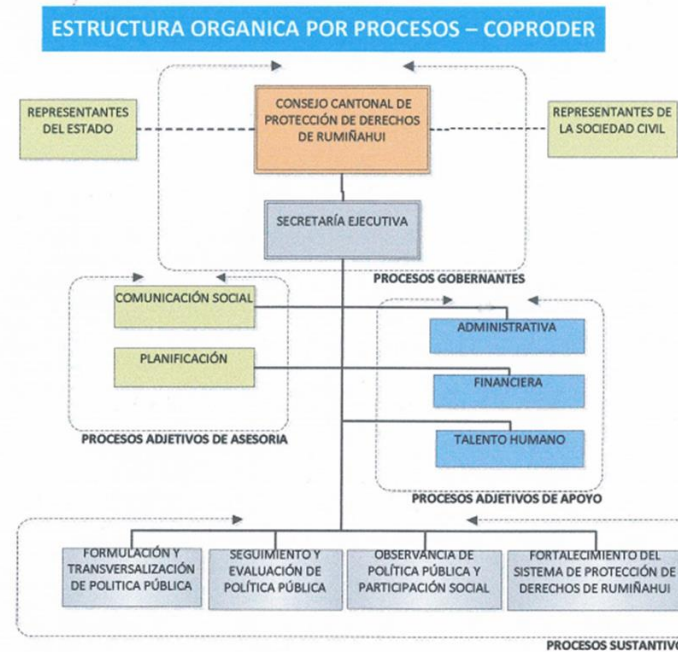 ESTRUCTURA ORGANICA POR PROCESOS – COPRODER
REPRESENTANTES
DEL ESTADO
CONSEJO CANTONAL DE
PROTECCIÓN DE DERECHOS
DE RUMIÑAHUI
REPRESENTANTES DE
LA SOCIEDAD CIVIL
SECRETARÍA EJECUTIVA
PROCESOS GOBERNANTES
COMUNICACIÓN SOCIAL
PLANIFICACIÓN
PROCESOS ADJETIVOS DE ASESORIA
ADMINISTRATIVA
FINANCIERA
TALENTO HUMANO
PROCESOS ADJETIVOS DE APOYO
FORMULACIÓN Y
TRANSVERSALIZACIÓN
DE POLITICA PÚBLICA
SEGUIMIENTO Y
EVALUACIÓN DE
POLÍTICA PÚBLICA
OBSERVANCIA DE
POLÍTICA PÚBLICA Y
PARTICIPACIÓN SOCIAL
FORTALECIMIENTO DEL
SISTEMA DE PROTECCIÓN DE
DERECHOS DE RUMIÑAHUI
PROCESOS SUSTANTIVO